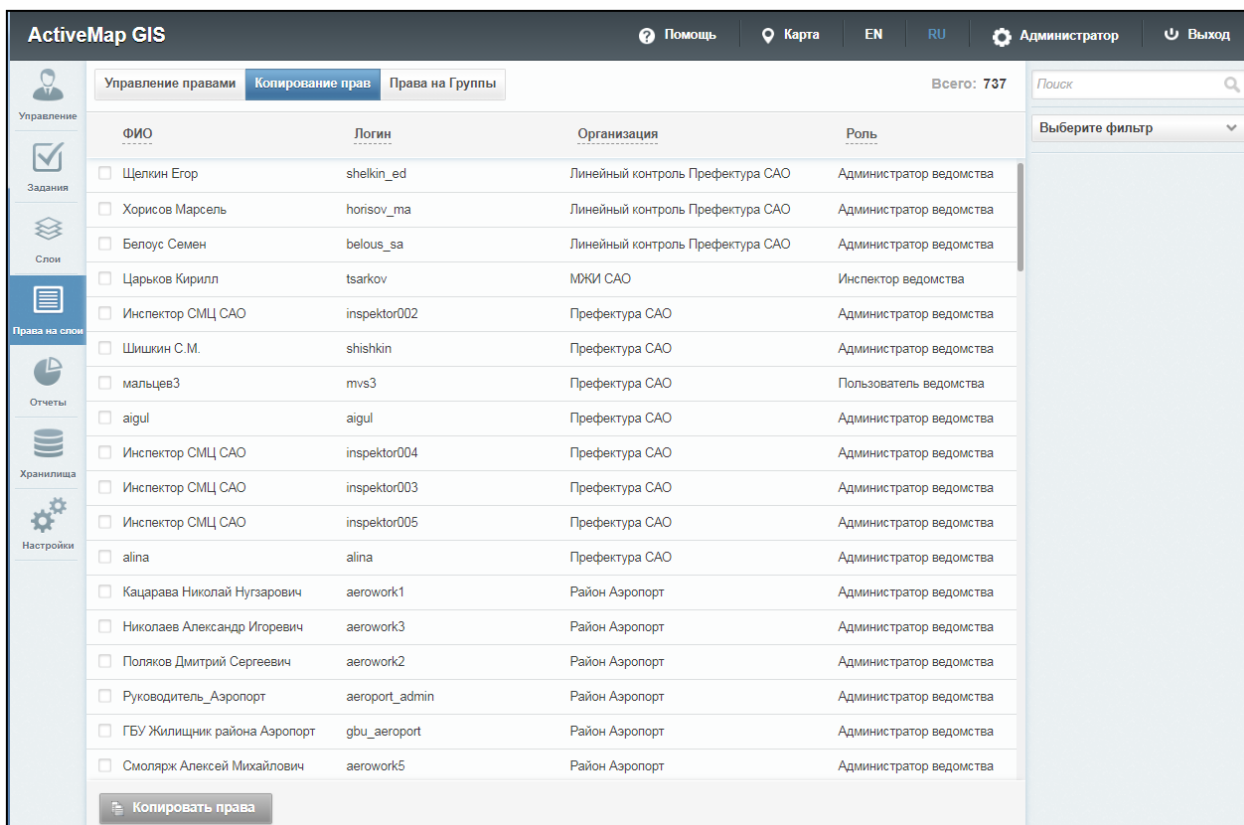 ActiveMap GIS Помощь Карта EN RU Администратор Выход
Управление
Задания
Слои
Права на слои
Отчеты
Хранилища
Настройки
Управление правами Копирование прав Права на Группы Всего: 737
ФИО Логин Организация Роль
Щелкин Егор shelkin_ed Линейный контроль Префектура САО Администратор ведомства
Хорисов Марсель horisov_ma Линейный контроль Префектура САО Администратор ведомства
Белоус Семен belous_sa Линейный контроль Префектура САО Администратор ведомства
Царьков Кирилл tsarkov МЖИ САО Инспектор ведомства
Инспектор СМЦ САО inspektor002 Префектура САО Администратор ведомства
Шишкин С.М. shishkin Префектура САО Администратор ведомства
мальцев3 mvs3 Префектура САО Пользователь ведомства
aigul aigul Префектура САО Администратор ведомства
Инспектор СМЦ САО inspektor004 Префектура САО Администратор ведомства
Инспектор СМЦ САО inspektor003 Префектура САО Администратор ведомства
Инспектор СМЦ САО inspektor005 Префектура САО Администратор ведомства
alina alina Префектура САО Администратор ведомства
Кацарава Николай Нугзарович aerowork1 Район Аэропорт Администратор ведомства
Николаев Александр Игоревич aerowork3 Район Аэропорт Администратор ведомства
Поляков Дмитрий Сергеевич aerowork2 Район Аэропорт Администратор ведомства
Руководитель_Аэропорт aeroport_admin Район Аэропорт Администратор ведомства
ГБУ Жилищник района Аэропорт gbu_aeroport Район Аэропорт Администратор ведомства
Смолярж Алексей Михайлович aerowork5 Район Аэропорт Администратор ведомства
Копировать права
Поиск
Выберите фильтр